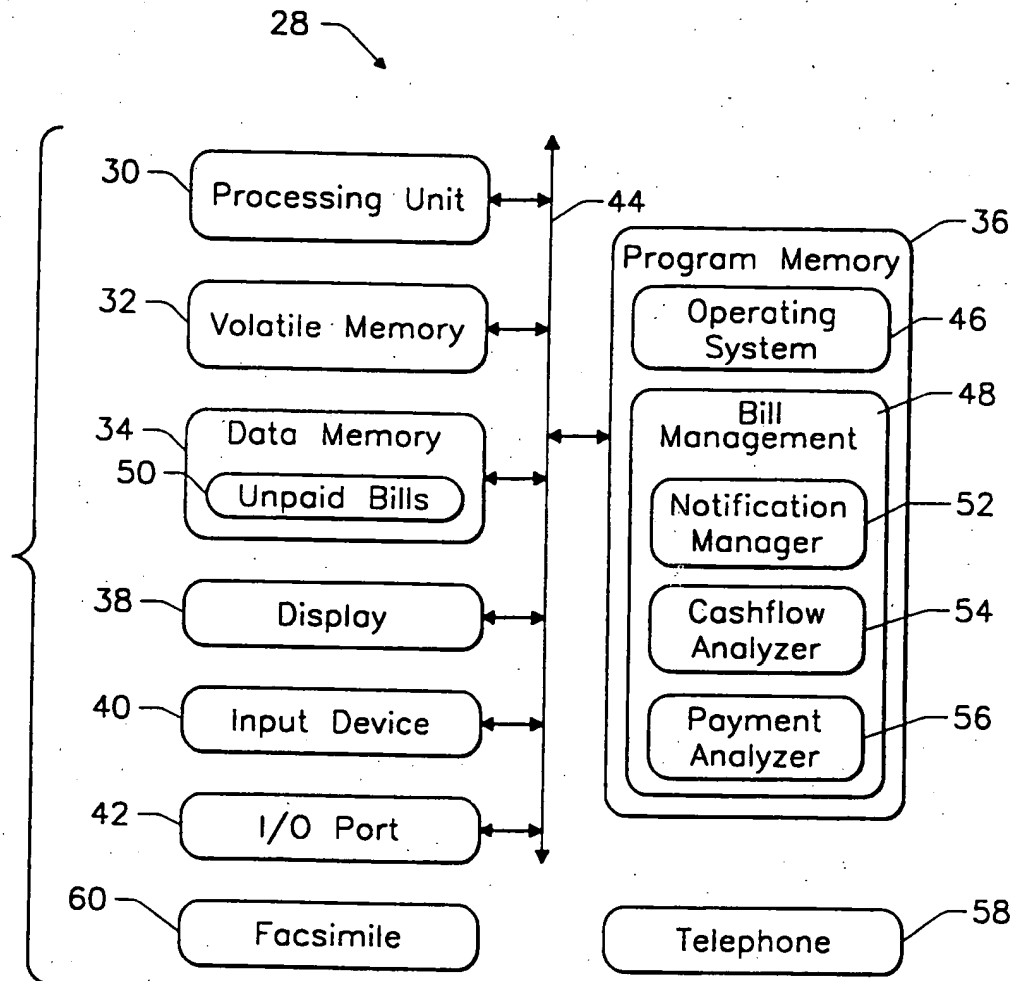 28
30
Processing Unit
44
36
Program Memory
32
Volatile Memory
Operating
System
46
34
Data Memory
50
Unpaid Bills
Bill
Management
48
Notification
Manager
52
38
Display
Cashflow
Analyzer
54
40
Input Device
Payment
Analyzer
56
42
I/O Port
60
Facsimile
Telephone
58